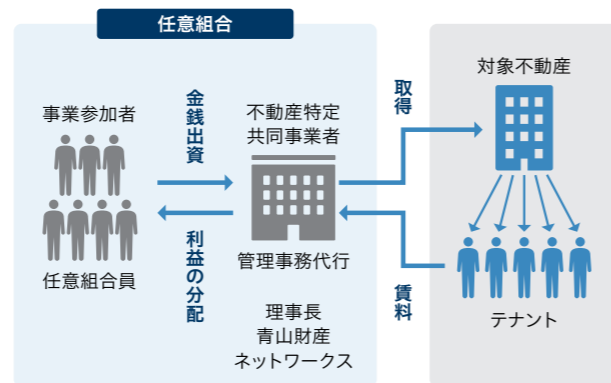 任意組合
事業参加者
任意組合員
金銭出資
利益の分配
不動産特定
共同事業者
管理事務代行
理事長
青山財産
ネットワークス
取得
賃料
対象不動産
テナント